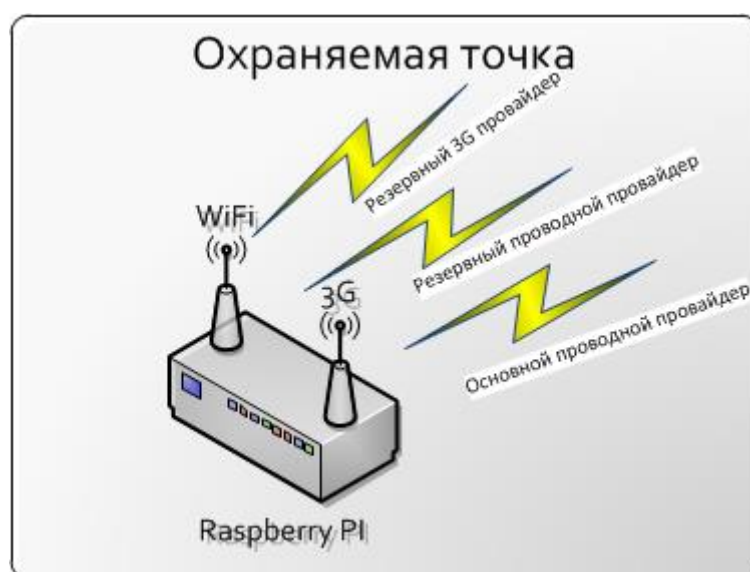 Охраняемая точка
Резервный 3G провайдер
Резервный проводной провайдер
Основной проводной провайдер
WiFi
3G
Raspberry PI